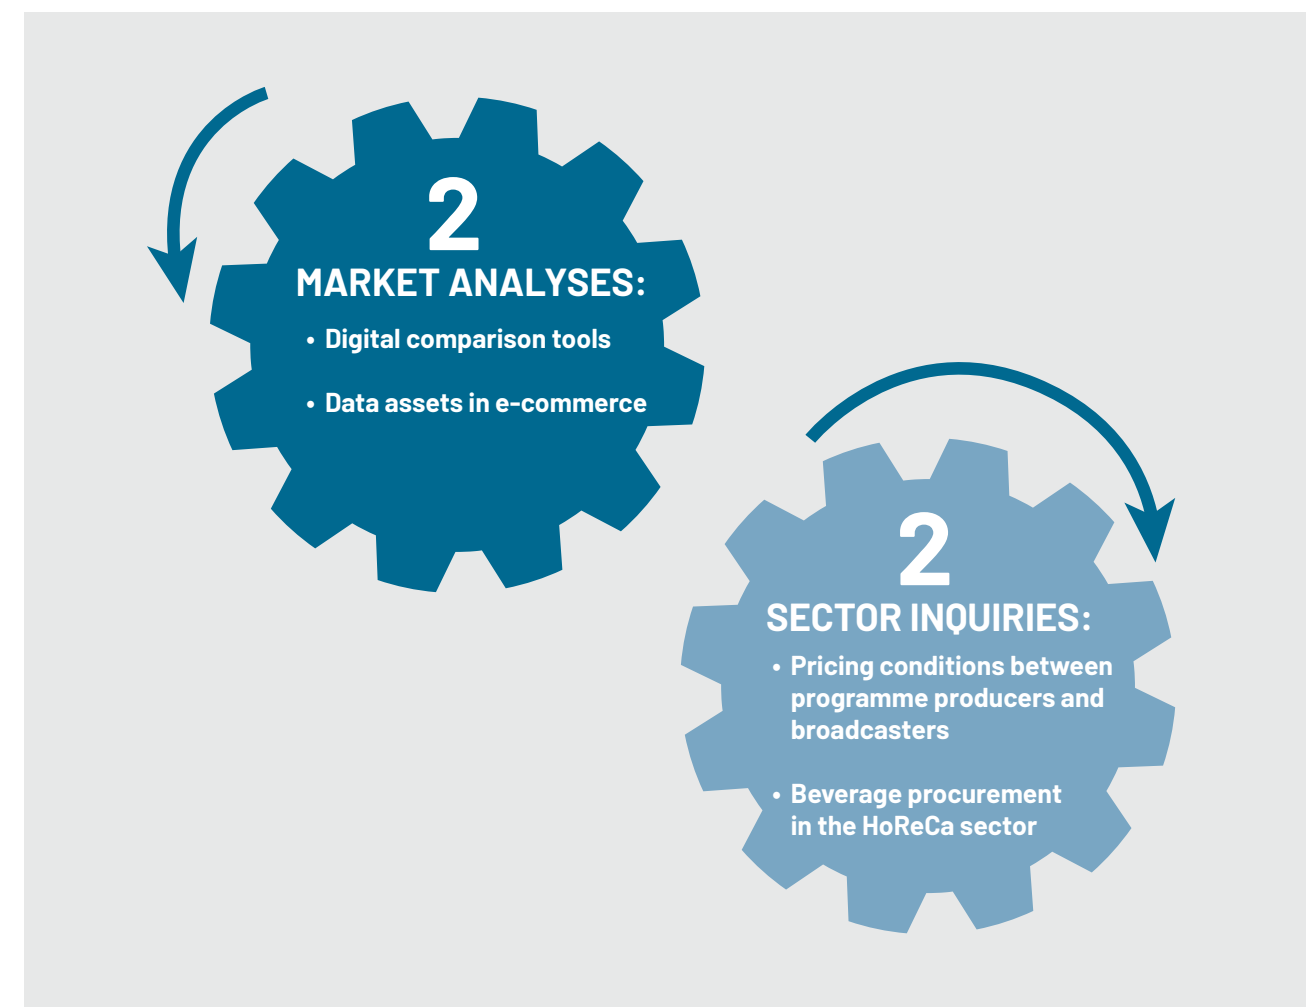 2
MARKET ANALYSES:
• Digital comparison tools
• Data assets in e-commerce
2
SECTOR INQUIRIES:
• Pricing conditions between
programme producers and
broadcasters
• Beverage procurement
in the HoReCa sector